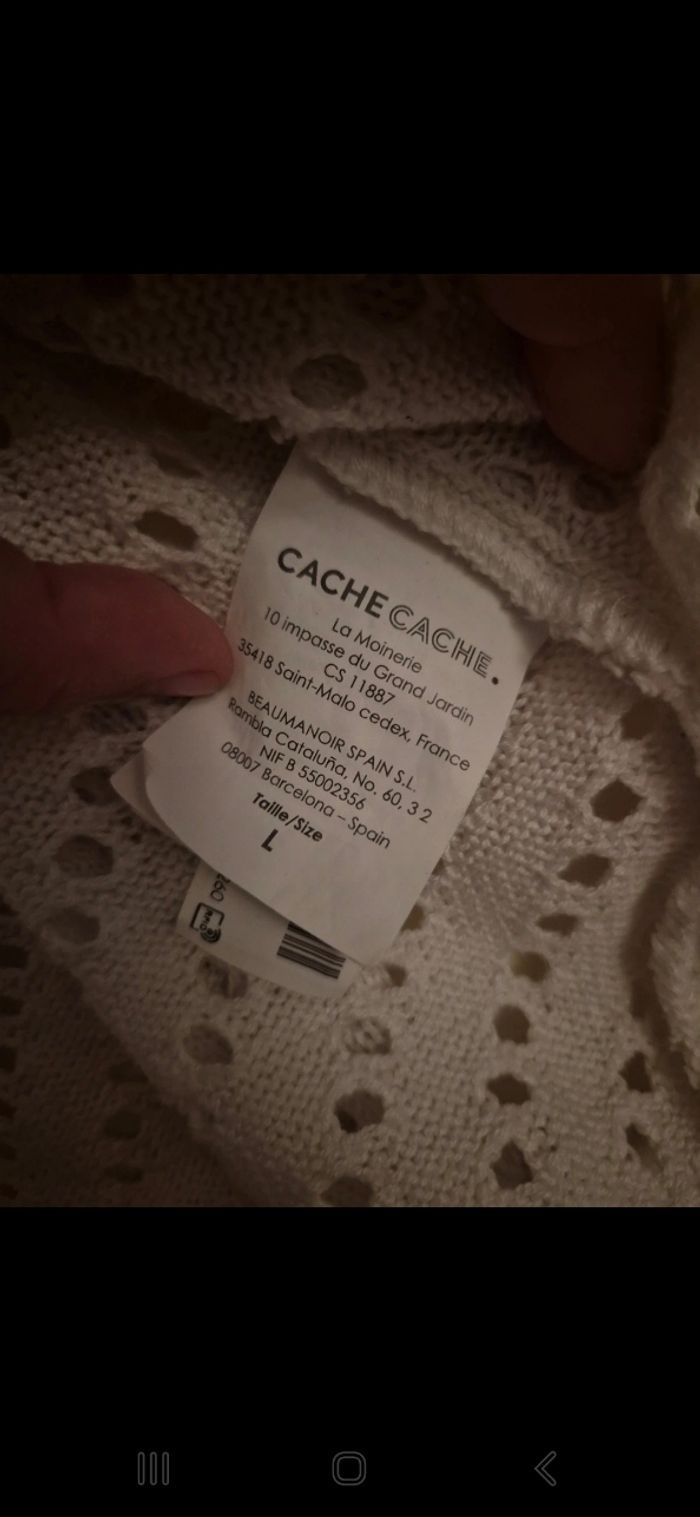 CACHE CACHE.
La Moinerie
10 impasse du Grand Jardin
CS 11887
35418 Saint-Malo cedex, France
BEAUMANOIR SPAIN S.L.
Rambla Cataluña, No. 60, 3 2
NIF B 55002356
08007 Barcelona – Spain
Taille/Size
L